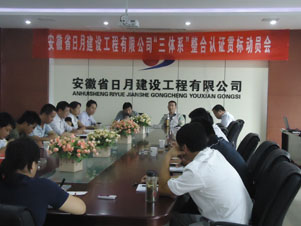 安徽省日月建设工程有限公司“三体系”整合认证贯标动员会
安徽省日月建设工程有限公司
ANHUISHENG RIYUE JIANSHE GONGCHENG YOUXIAN GONGSI